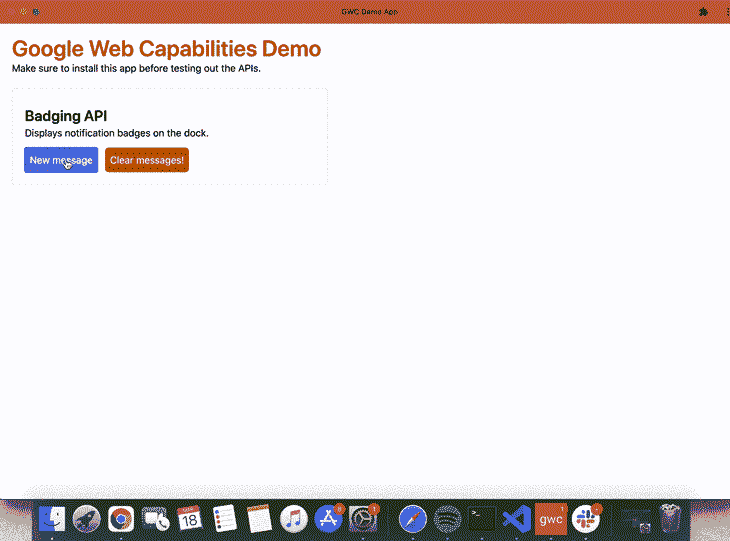 GWC Demo App
Google Web Capabilities Demo
Make sure to install this app before testing out the APIs.
Badging API
Displays notification badges on the dock.
New message
Clear messages!
18
gwc
1
1